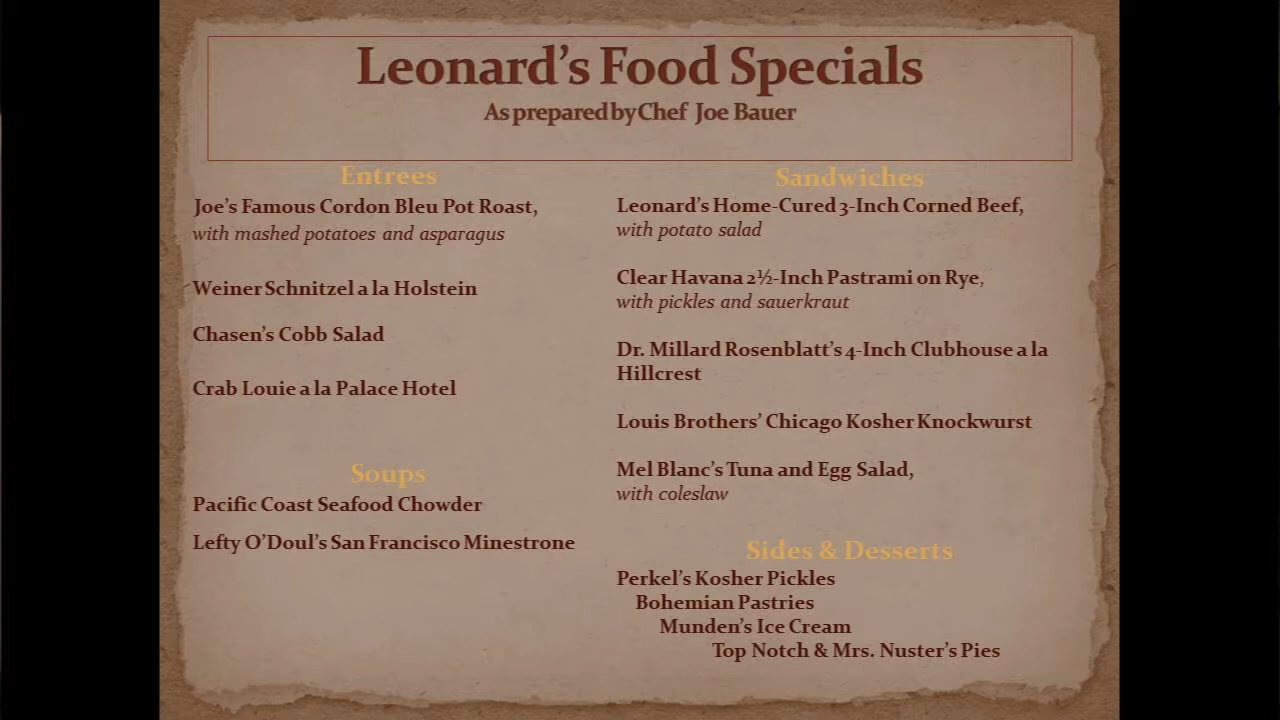 Leonard's Food Specials
As prepared by Chef Joe Bauer
Entrees
Joe's Famous Cordon Bleu Pot Roast,
with mashed potatoes and asparagus
Weiner Schnitzel a la Holstein
Chasen's Cobb Salad
Crab Louie a la Palace Hotel
Soups
Pacific Coast Seafood Chowder
Lefty O'Doul's San Francisco Minestrone
Sandwiches
Leonard's Home-Cured 3-Inch Corned Beef,
with potato salad
Clear Havana 2½-Inch Pastrami on Rye,
with pickles and sauerkraut
Dr. Millard Rosenblatt's 4-Inch Clubhouse a la
Hillcrest
Louis Brothers' Chicago Kosher Knockwurst
Mel Blanc's Tuna and Egg Salad,
with coleslaw
Sides & Desserts
Perkel's Kosher Pickles
Bohemian Pastries
Munden's Ice Cream
Top Notch & Mrs. Nuster's Pies